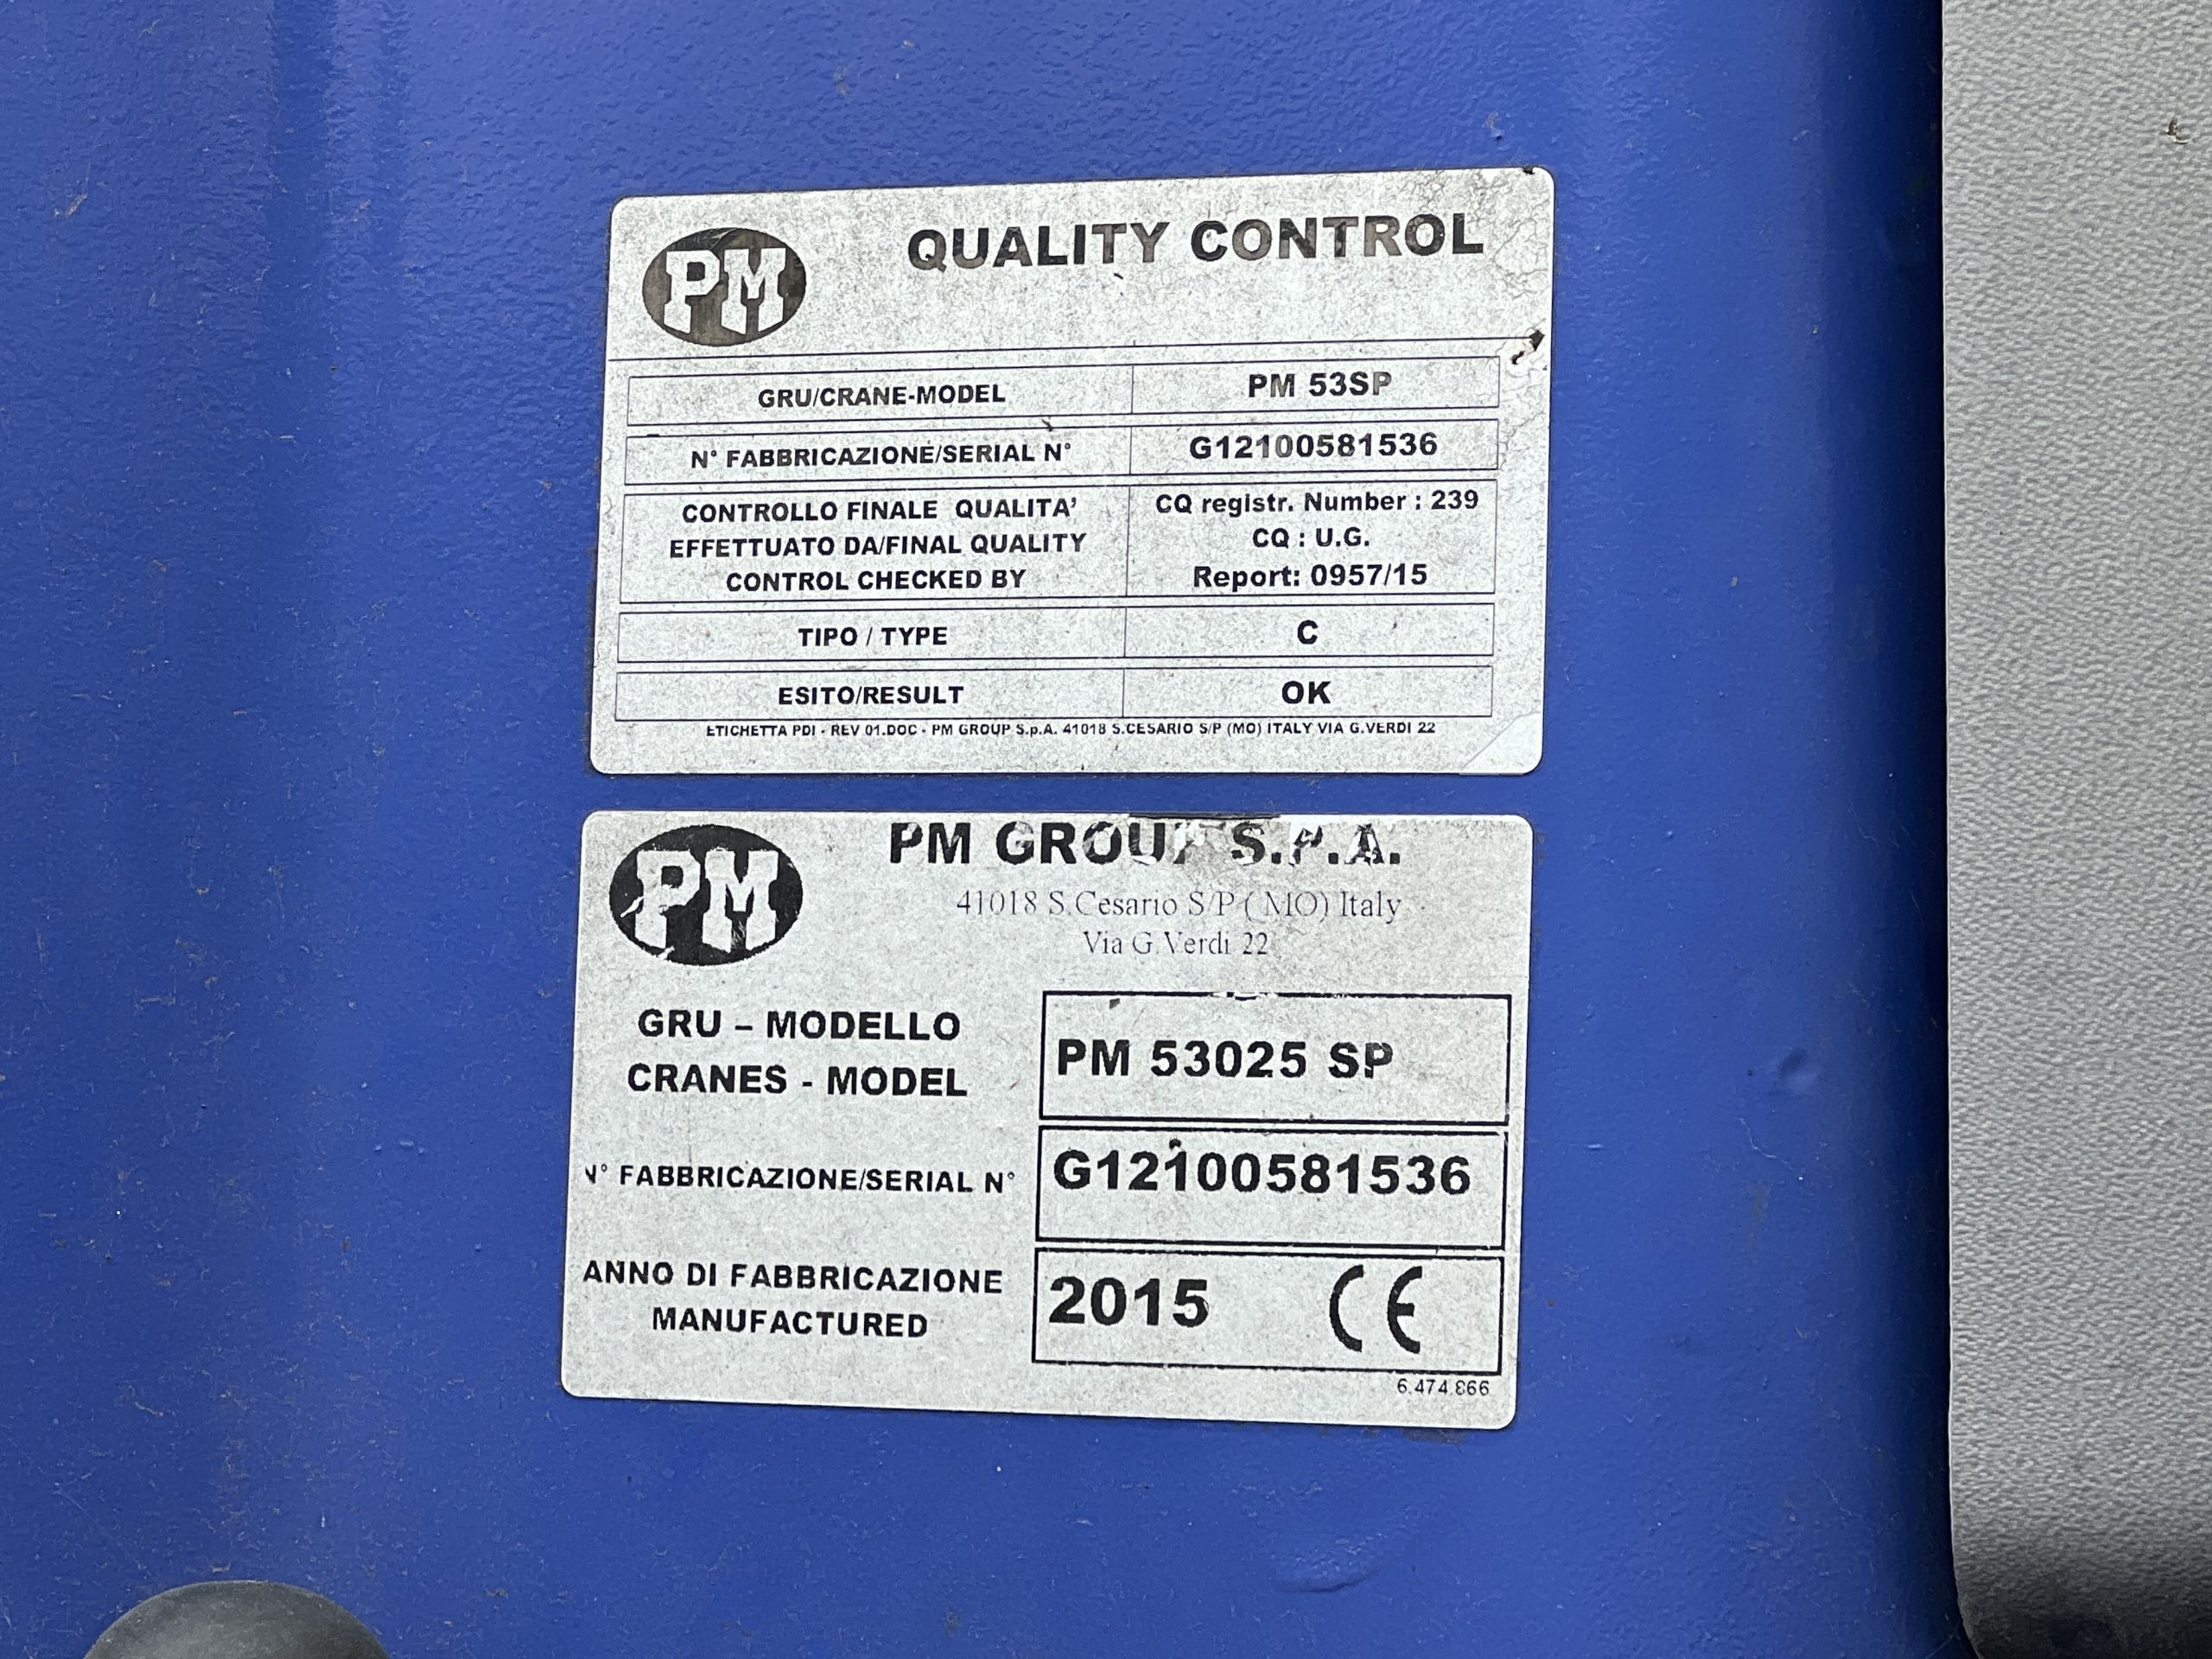 PM
QUALITY CONTROL
GRU/CRANE-MODEL PM 53SP
N° FABBRICAZIONE/SERIAL N° G12100581536
CONTROLLO FINALE QUALITA' EFFETTUATO DA/FINAL QUALITY CONTROL CHECKED BY
CQ registr. Number : 239
CQ : U.G.
Report: 0957/15
TIPO / TYPE C
ESITO/RESULT OK
ETICHETTA PDI - REV 01.DOC - PM GROUP S.p.A. 41018 S.CESARIO S/P (MO) ITALY VIA G.VERDI 22
PM
PM GROUP S.P.A.
41018 S.Cesario S/P ( MO) Italy
Via G.Verdi 22
GRU – MODELLO
CRANES - MODEL
PM 53025 SP
N° FABBRICAZIONE/SERIAL N° G12100581536
ANNO DI FABBRICAZIONE
MANUFACTURED
2015 CE
6.474.866